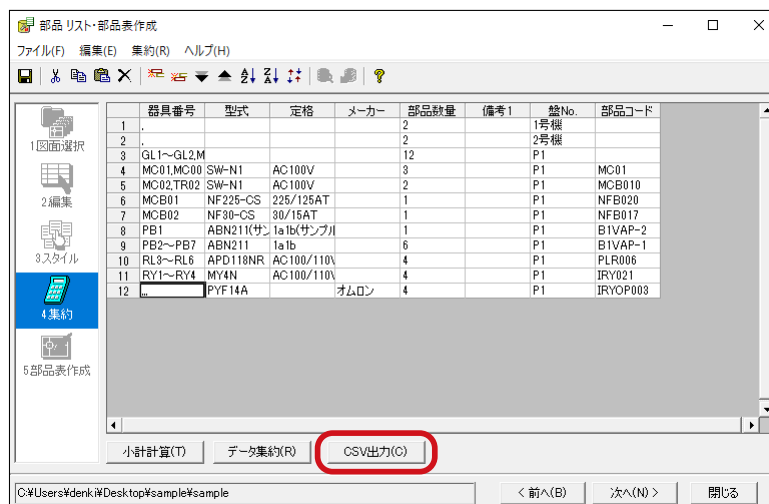 部品 リスト・部品表作成
ファイル(F) 編集(E) 集約(R) ヘルプ(H)
器具番号 型式 定格 メーカー 部品数量 備考1 盤No. 部品コード
1 . 2 1号機
2 . 2 2号機
3 GL1～GL2,M 12 P1
4 MC01,MC00 SW-N1 AC100V 3 P1 MC01
5 MC02,TR02 SW-N1 AC100V 2 P1 MCB010
6 MCB01 NF225-CS 225/125AT 1 P1 NFB020
7 MCB02 NF30-CS 30/15AT 1 P1 NFB017
8 PB1 ABN211(サン 1a1b(サンプル 1 P1 B1VAP-2
9 PB2～PB7 ABN211 1a1b 6 P1 B1VAP-1
10 RL3～RL6 APD118NR AC100/110V 4 P1 PLR006
11 RY1～RY4 MY4N AC100/110V 4 P1 IRY021
12 ... PYF14A オムロン 4 P1 IRYOP003
1図面選択
2.編集
3.スタイル
4.集約
5部品表作成
小計計算(T) データ集約(R) CSV出力(C)
C:¥Users¥denki¥Desktop¥sample¥sample
< 前へ(B) 次へ(N) > 閉じる